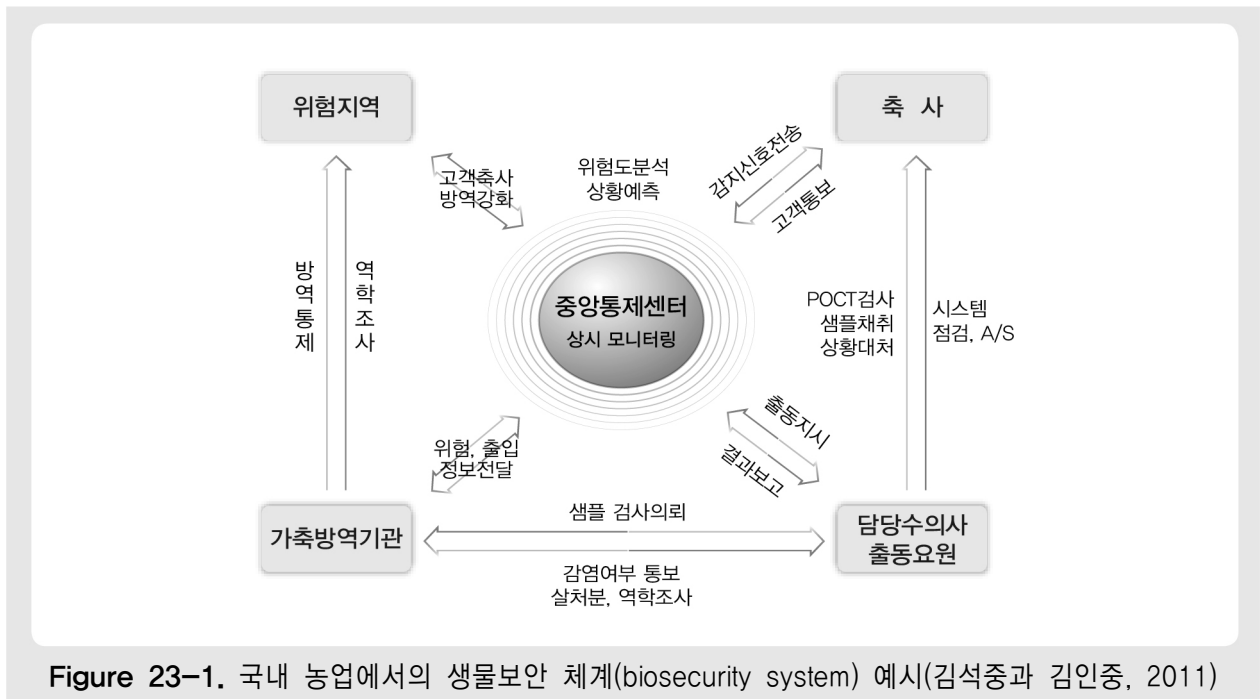 위험지역
축 사
고객축사
방역강화
위험도분석
상황예측
감지신호전송
고객통보
방역통제
역학조사
중앙통제센터
상시 모니터링
POCT검사
샘플채취
상황대처
시스템
점검, A/S
위험, 출입
정보전달
출동지시
결과보고
가축방역기관
샘플 검사의뢰
감염여부 통보
살처분, 역학조사
담당수의사
출동요원
Figure 23-1. 국내 농업에서의 생물보안 체계(biosecurity system) 예시(김석중과 김인중, 2011)